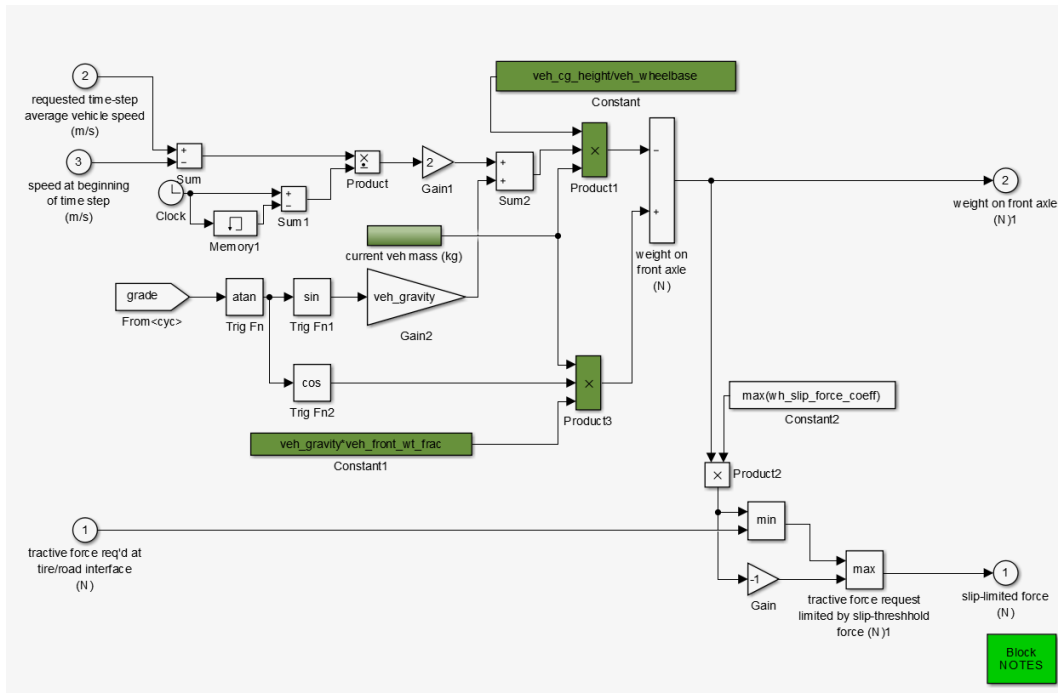 2
requested time-step
average vehicle speed
(m/s)
3
speed at beginning
of time step
(m/s)
+
−
Sum
Clock
Memory1
+
−
Sum1
×
÷
Product
2
Gain1
+
+
Sum2
veh_cg_height/veh_wheelbase
Constant
×
Product1
−
+
weight on
front axle
(N)
2
weight on front axle
(N)1
current veh mass (kg)
grade
From<cyc>
atan
Trig Fn
sin
Trig Fn1
veh_gravity
Gain2
cos
Trig Fn2
×
Product3
veh_gravity*veh_front_wt_frac
Constant1
max(wh_slip_force_coeff)
Constant2
×
Product2
1
tractive force req'd at
tire/road interface
(N)
min
-1
Gain
max
tractive force request
limited by slip-threshhold
force (N)1
1
slip-limited force
(N)
Block
NOTES